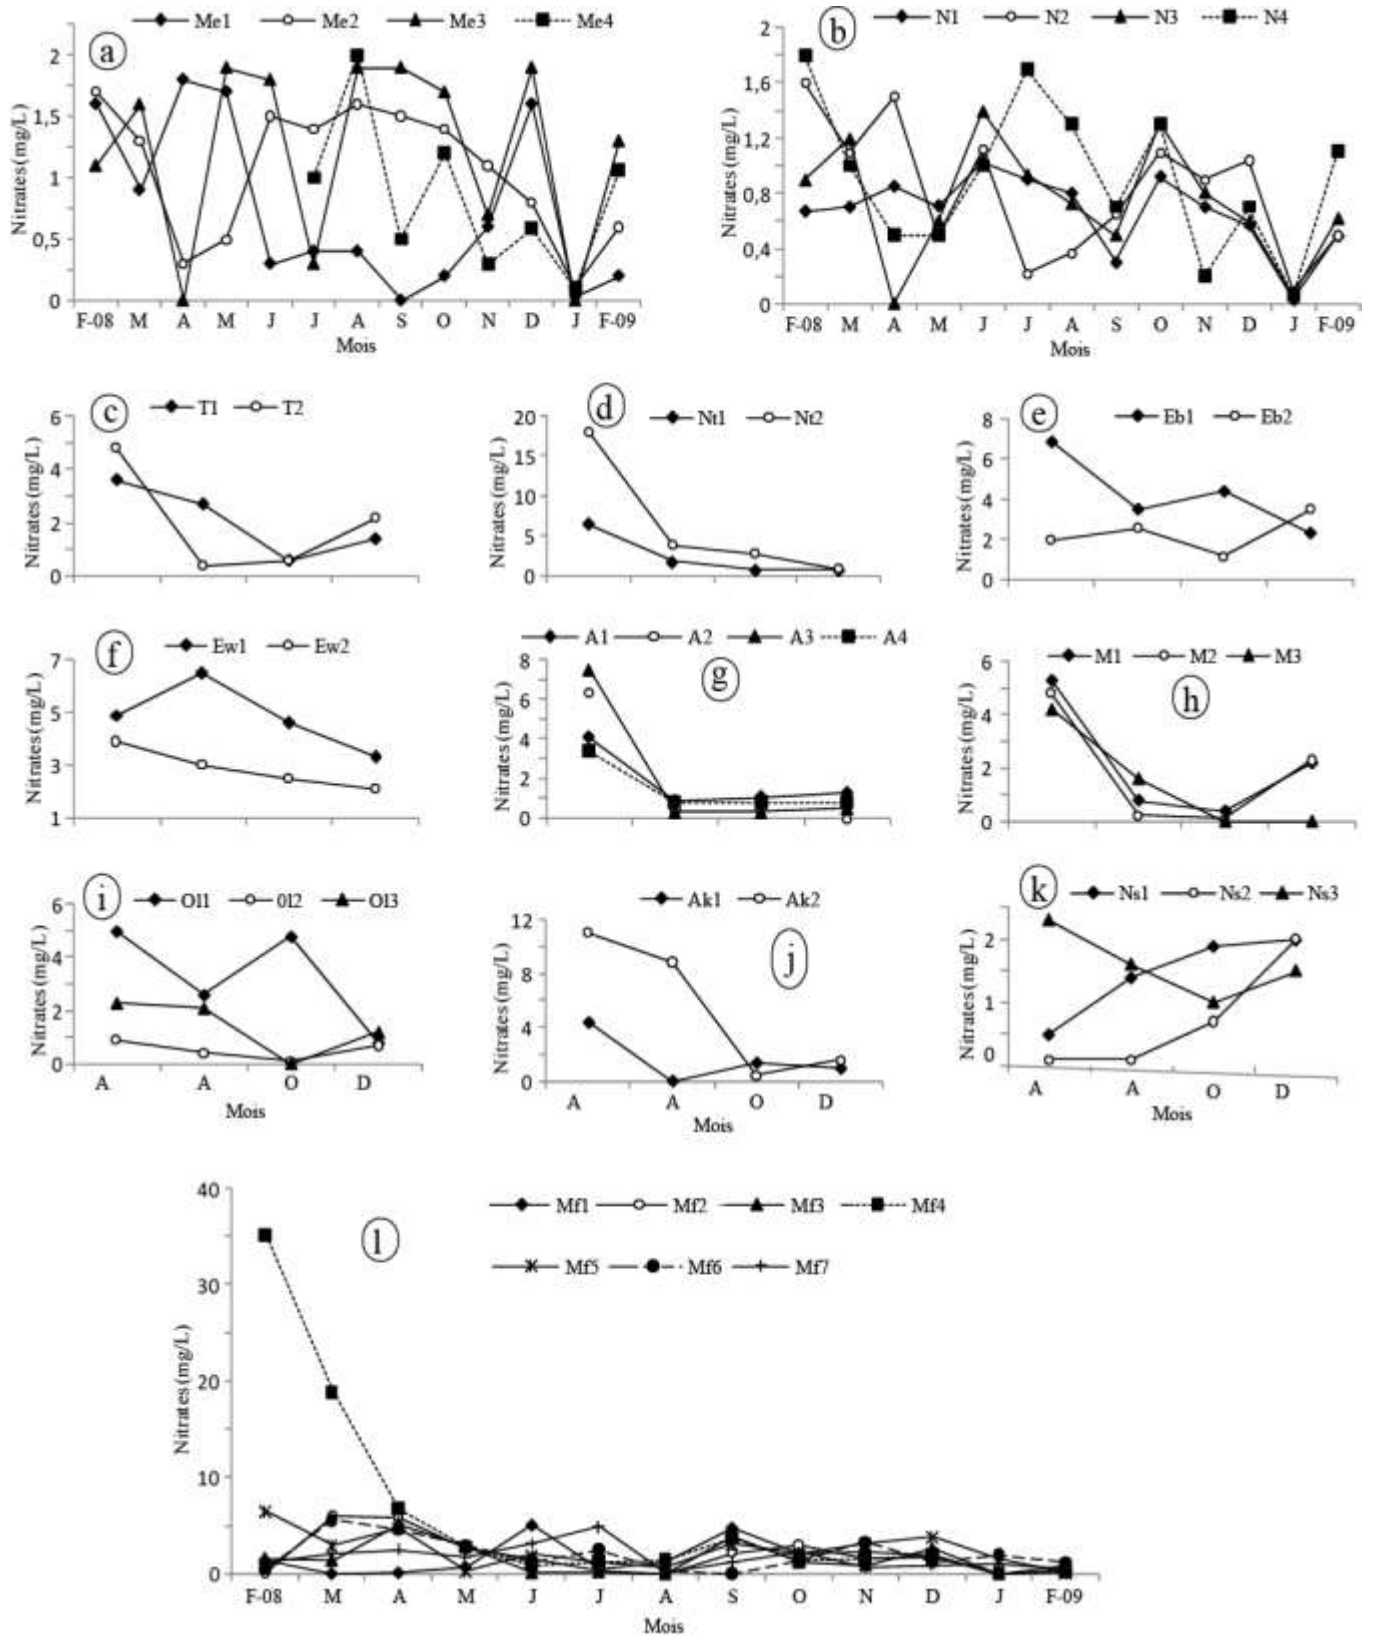 Me1 Me2 Me3 Me4
a
2
1,5
1
0,5
0
Nitrates (mg/L)
F-08 M A M J J A S O N D J F-09
Mois
N1 N2 N3 N4
b
2
1,6
1,2
0,8
0,4
0
Nitrates (mg/L)
F-08 M A M J J A S O N D J F-09
Mois
c
T1 T2
6
4
2
0
Nitrates (mg/L)
d
Nt1 Nt2
20
15
10
5
0
Nitrates (mg/L)
e
Eb1 Eb2
8
6
4
2
0
Nitrates (mg/L)
f
Ew1 Ew2
7
5
3
1
Nitrates (mg/L)
A1 A2 A3 A4
g
8
6
4
2
0
Nitrates (mg/L)
M1 M2 M3
h
6
4
2
0
Nitrates (mg/L)
i
Ol1 0l2 Ol3
6
4
2
0
Nitrates (mg/L)
A A O D
Mois
Ak1 Ak2
j
12
8
4
0
Nitrates (mg/L)
A A O D
Mois
k
Ns1 Ns2 Ns3
2
1
0
Nitrates (mg/L)
A A O D
Mois
l
Mf1 Mf2 Mf3 Mf4
Mf5 Mf6 Mf7
40
30
20
10
0
Nitrates (mg/L)
F-08 M A M J J A S O N D J F-09
Mois